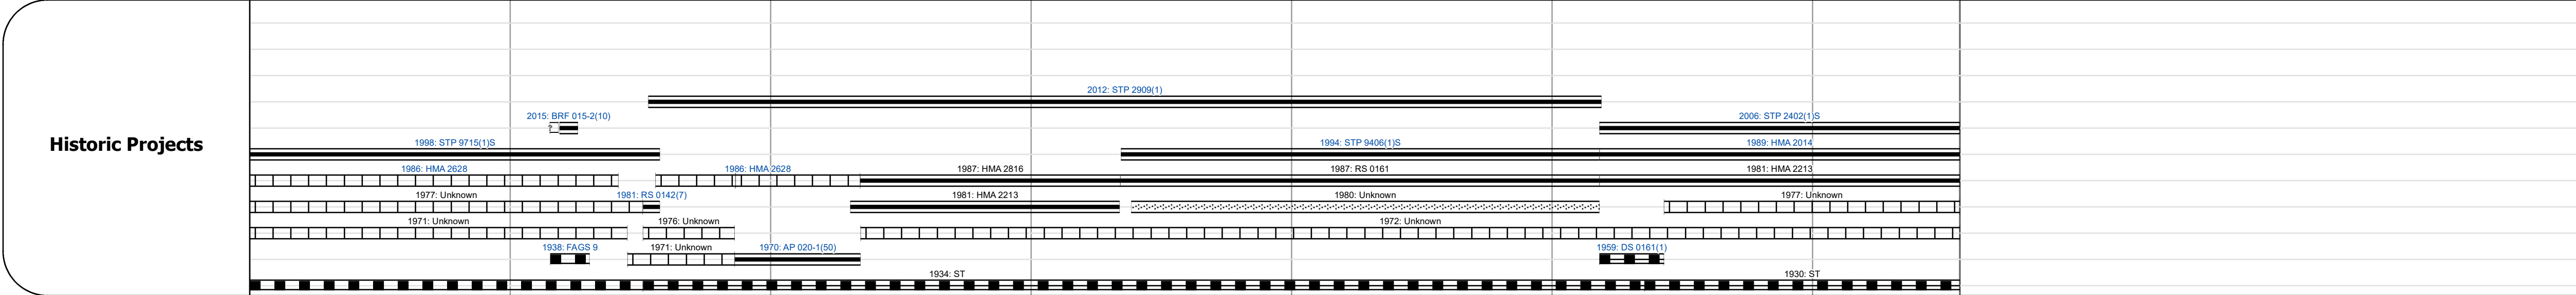 2012: STP 2909(1)
2015: BRF 015-2(10)
2006: STP 2402(1)S
Historic Projects
1998: STP 9715(1)S
1994: STP 9406(1)S
1989: HMA 2014
1986: HMA 2628
1986: HMA 2628
1987: HMA 2816
1987: RS 0161
1981: HMA 2213
1977: Unknown
1981: RS 0142(7)
1981: HMA 2213
1980: Unknown
1977: Unknown
1971: Unknown
1976: Unknown
1972: Unknown
1938: FAGS 9
1971: Unknown
1970: AP 020-1(50)
1959: DS 0161(1)
1934: ST
1930: ST
?